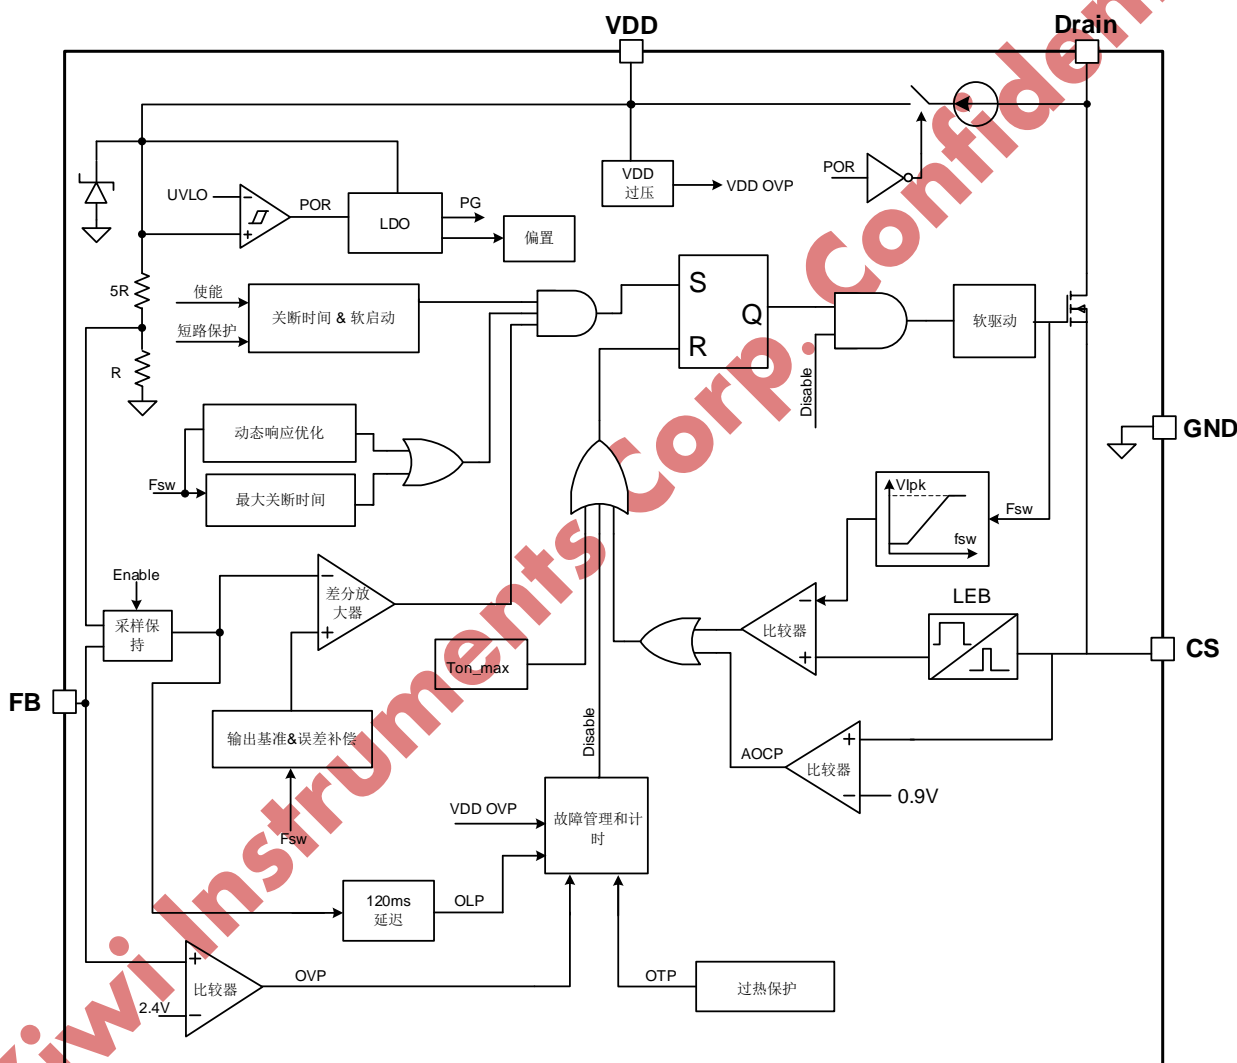 VDD
Drain
POR
VDD
过压
VDD OVP
UVLO
POR
LDO
PG
偏置
5R
R
使能
短路保护
关断时间 & 软启动
S
R
Q
Disable
软驱动
GND
动态响应优化
Fsw
最大关断时间
VIpk
fsw
Fsw
Enable
采样保
持
差分放
大器
Ton_max
比较器
LEB
CS
FB
输出基准&误差补偿
Fsw
Disable
AOCP
比较器
0.9V
VDD OVP
故障管理和计
时
120ms
延迟
OLP
比较器
2.4V
OVP
OTP
过热保护
Kiwi Instruments Corp. Confidential